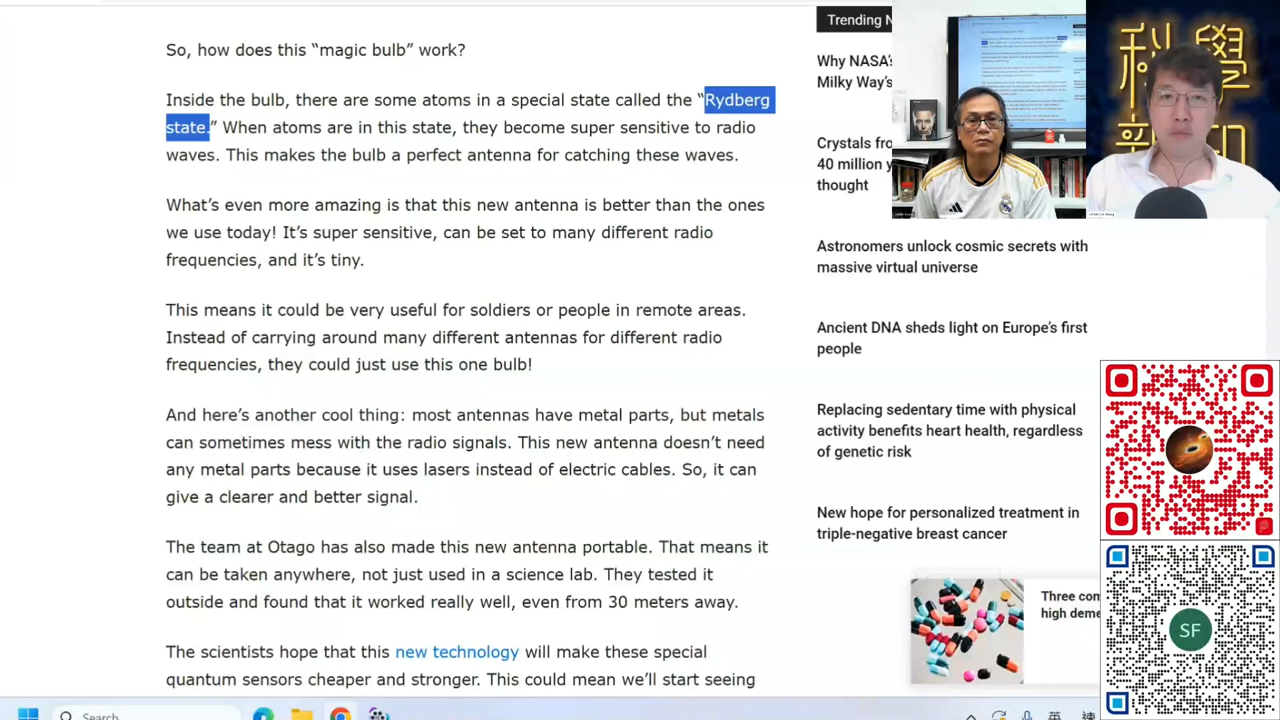 So, how does this “magic bulb” work?
Inside the bulb, there are some atoms in a special state called the “Rydberg
state.” When atoms are in this state, they become super sensitive to radio
waves. This makes the bulb a perfect antenna for catching these waves.
What’s even more amazing is that this new antenna is better than the ones
we use today! It’s super sensitive, can be set to many different radio
frequencies, and it’s tiny.
This means it could be very useful for soldiers or people in remote areas.
Instead of carrying around many different antennas for different radio
frequencies, they could just use this one bulb!
And here’s another cool thing: most antennas have metal parts, but metals
can sometimes mess with the radio signals. This new antenna doesn’t need
any metal parts because it uses lasers instead of electric cables. So, it can
give a clearer and better signal.
The team at Otago has also made this new antenna portable. That means it
can be taken anywhere, not just used in a science lab. They tested it
outside and found that it worked really well, even from 30 meters away.
The scientists hope that this new technology will make these special
quantum sensors cheaper and stronger. This could mean we’ll start seeing
Trending N
Why NASA’s
Milky Way’s
Crystals fro
40 million y
thought
Astronomers unlock cosmic secrets with
massive virtual universe
Ancient DNA sheds light on Europe’s first
people
Replacing sedentary time with physical
activity benefits heart health, regardless
of genetic risk
New hope for personalized treatment in
triple-negative breast cancer
Three com
high deme
科學
新知
SF
Search
英